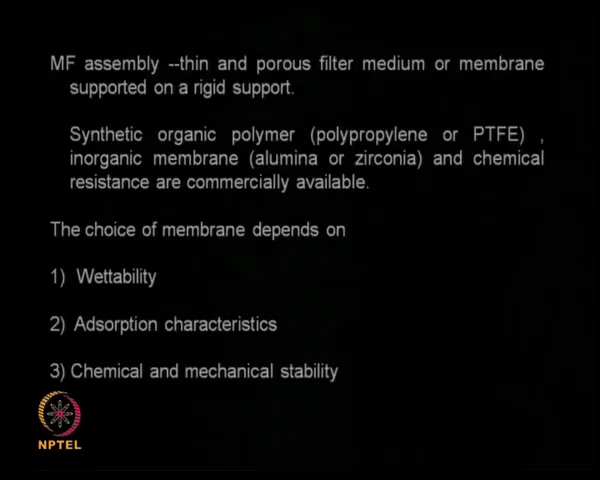 MF assembly --thin and porous filter medium or membrane
supported on a rigid support.
Synthetic organic polymer (polypropylene or PTFE) ,
inorganic membrane (alumina or zirconia) and chemical
resistance are commercially available.
The choice of membrane depends on
1) Wettability
2) Adsorption characteristics
3) Chemical and mechanical stability
NPTEL